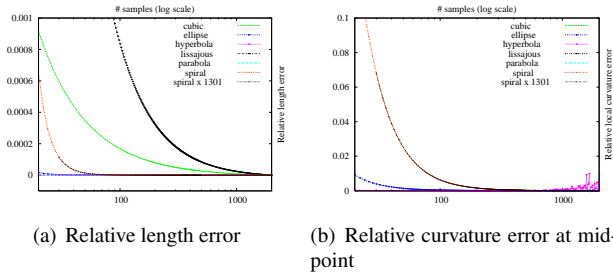 # samples (log scale)
0.001
0.0008
0.0006
0.0004
0.0002
0
100
1000
cubic
ellipse
hyperbola
lissajous
parabola
spiral
spiral x 1301
Relative length error
(a) Relative length error
# samples (log scale)
0.1
0.08
0.06
0.04
0.02
0
100
1000
cubic
ellipse
hyperbola
lissajous
parabola
spiral
spiral x 1301
Relative local curvature error
(b) Relative curvature error at mid-
point